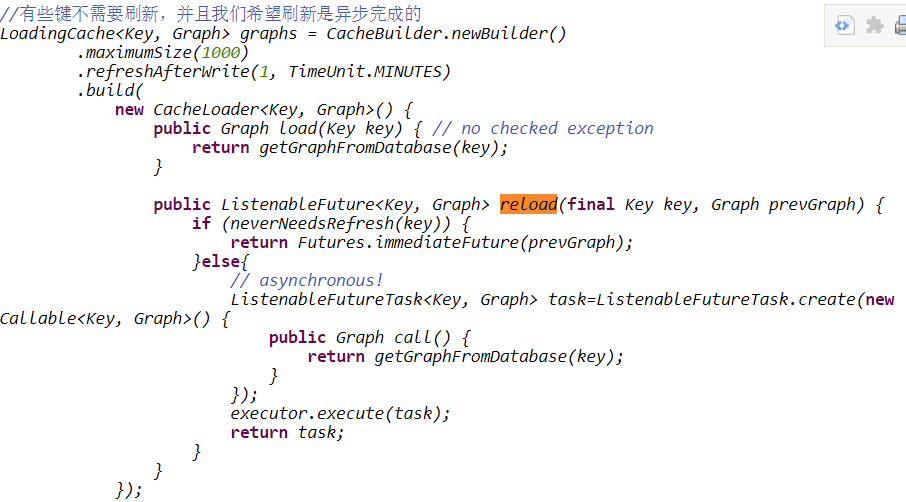 //有些键不需要刷新，并且我们希望刷新是异步完成的
LoadingCache<Key, Graph> graphs = CacheBuilder.newBuilder()
        .maximumSize(1000)
        .refreshAfterWrite(1, TimeUnit.MINUTES)
        .build(
            new CacheLoader<Key, Graph>() {
                public Graph load(Key key) { // no checked exception
                    return getGraphFromDatabase(key);
                }

                public ListenableFuture<Key, Graph> reload(final Key key, Graph prevGraph) {
                    if (neverNeedsRefresh(key)) {
                        return Futures.immediateFuture(prevGraph);
                    }else{
                        // asynchronous!
                        ListenableFutureTask<Key, Graph> task=ListenableFutureTask.create(new
Callable<Key, Graph>() {
                            public Graph call() {
                                return getGraphFromDatabase(key);
                            }
                        });
                        executor.execute(task);
                        return task;
                    }
                }
            });